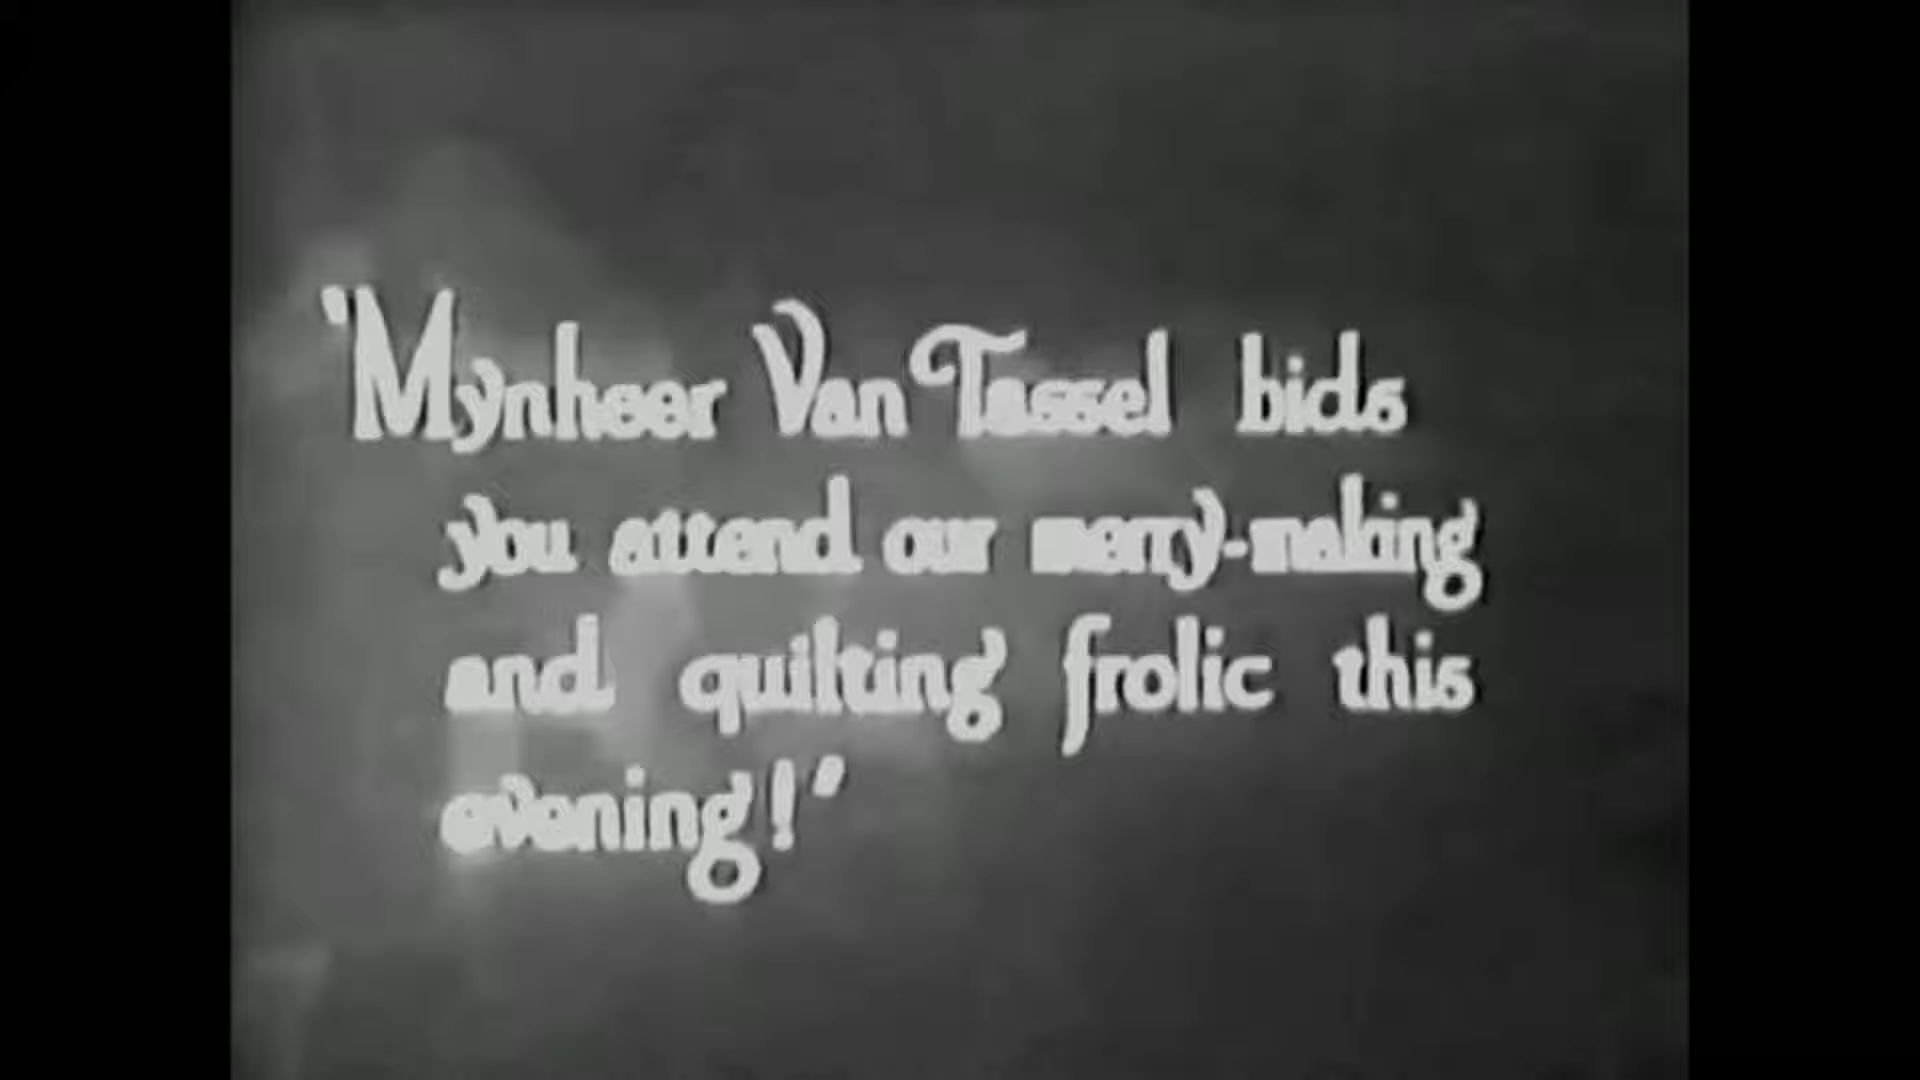 "Mynheer Van Tassel bids
you attend our merry-making
and quilting frolic this
evening!"